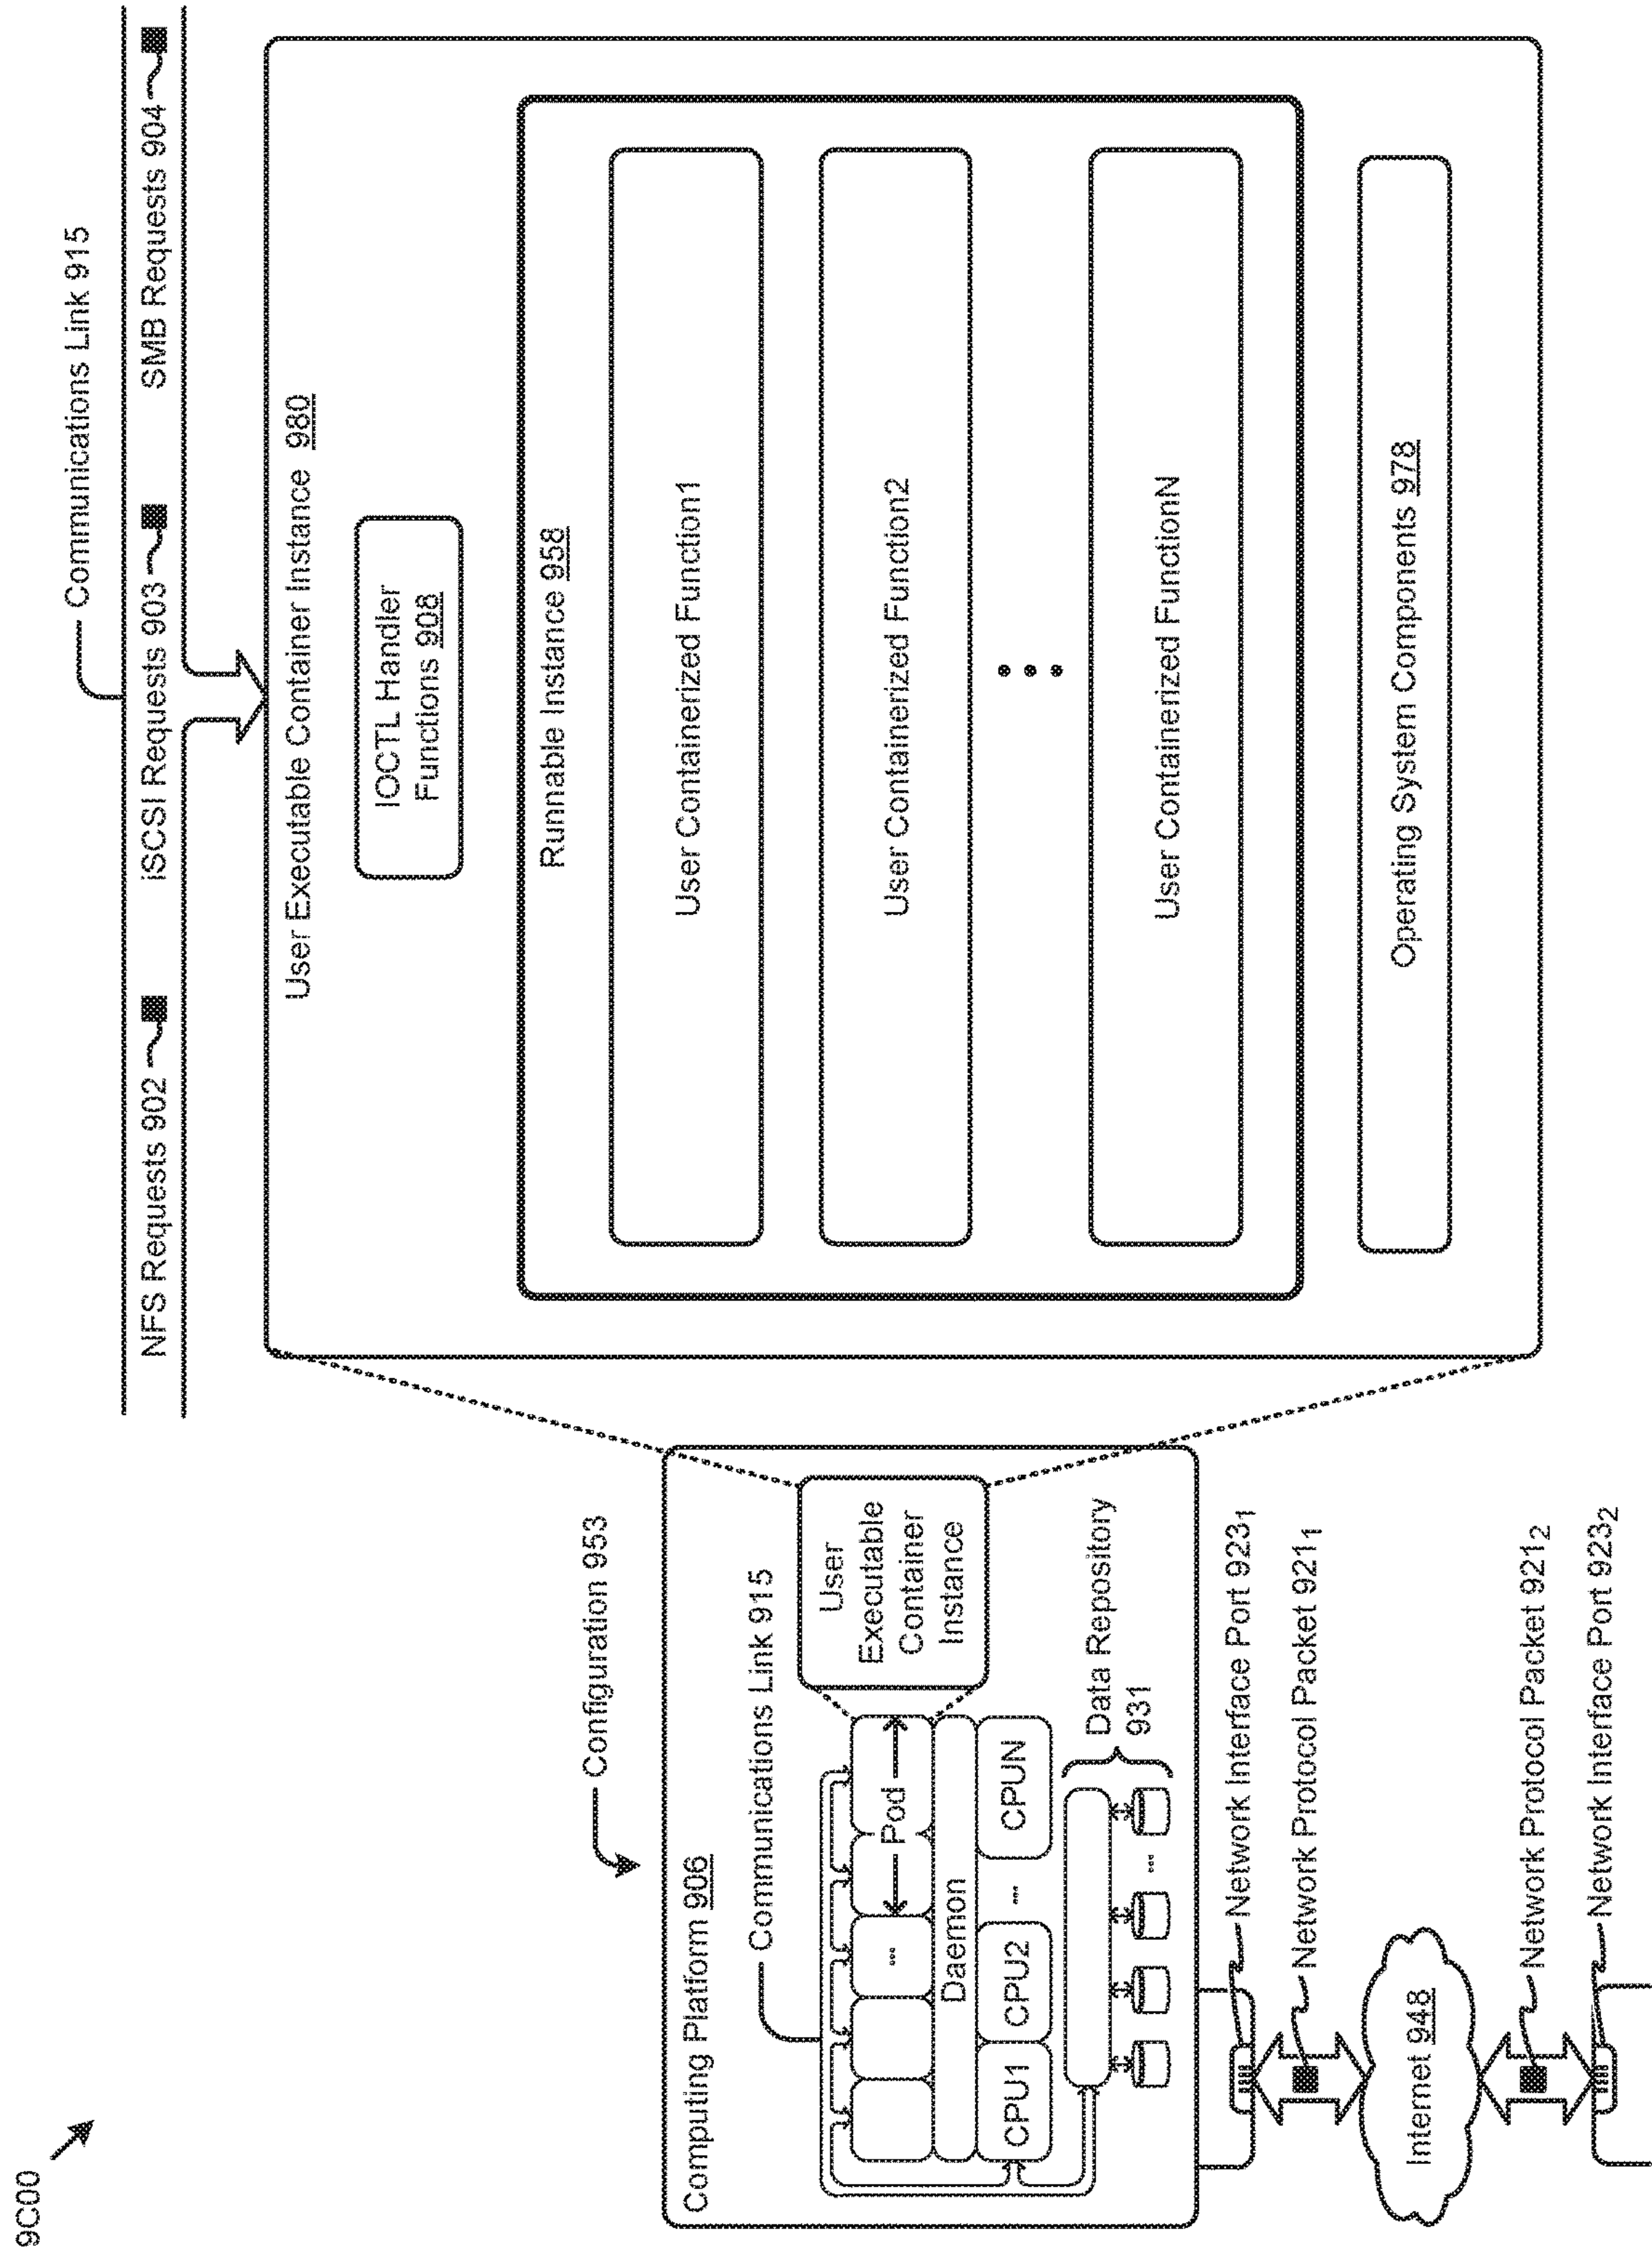 9C00
Communications Link 915
NFS Requests 902
iSCSI Requests 903
SMB Requests 904
User Executable Container Instance 980
IOCTL Handler
Functions 908
Runnable Instance 958
User Containerized Function1
User Containerized Function2
•••
User Containerized FunctionN
Operating System Components 978
Configuration 953
Computing Platform 906
Communications Link 915
User
Executable
Container
Instance
...
Pod
Daemon
CPU1
CPU2
...
CPUN
Data Repository
931
...
Network Interface Port 923₁
Network Protocol Packet 921₁
Internet 948
Network Protocol Packet 921₂
Network Interface Port 923₂